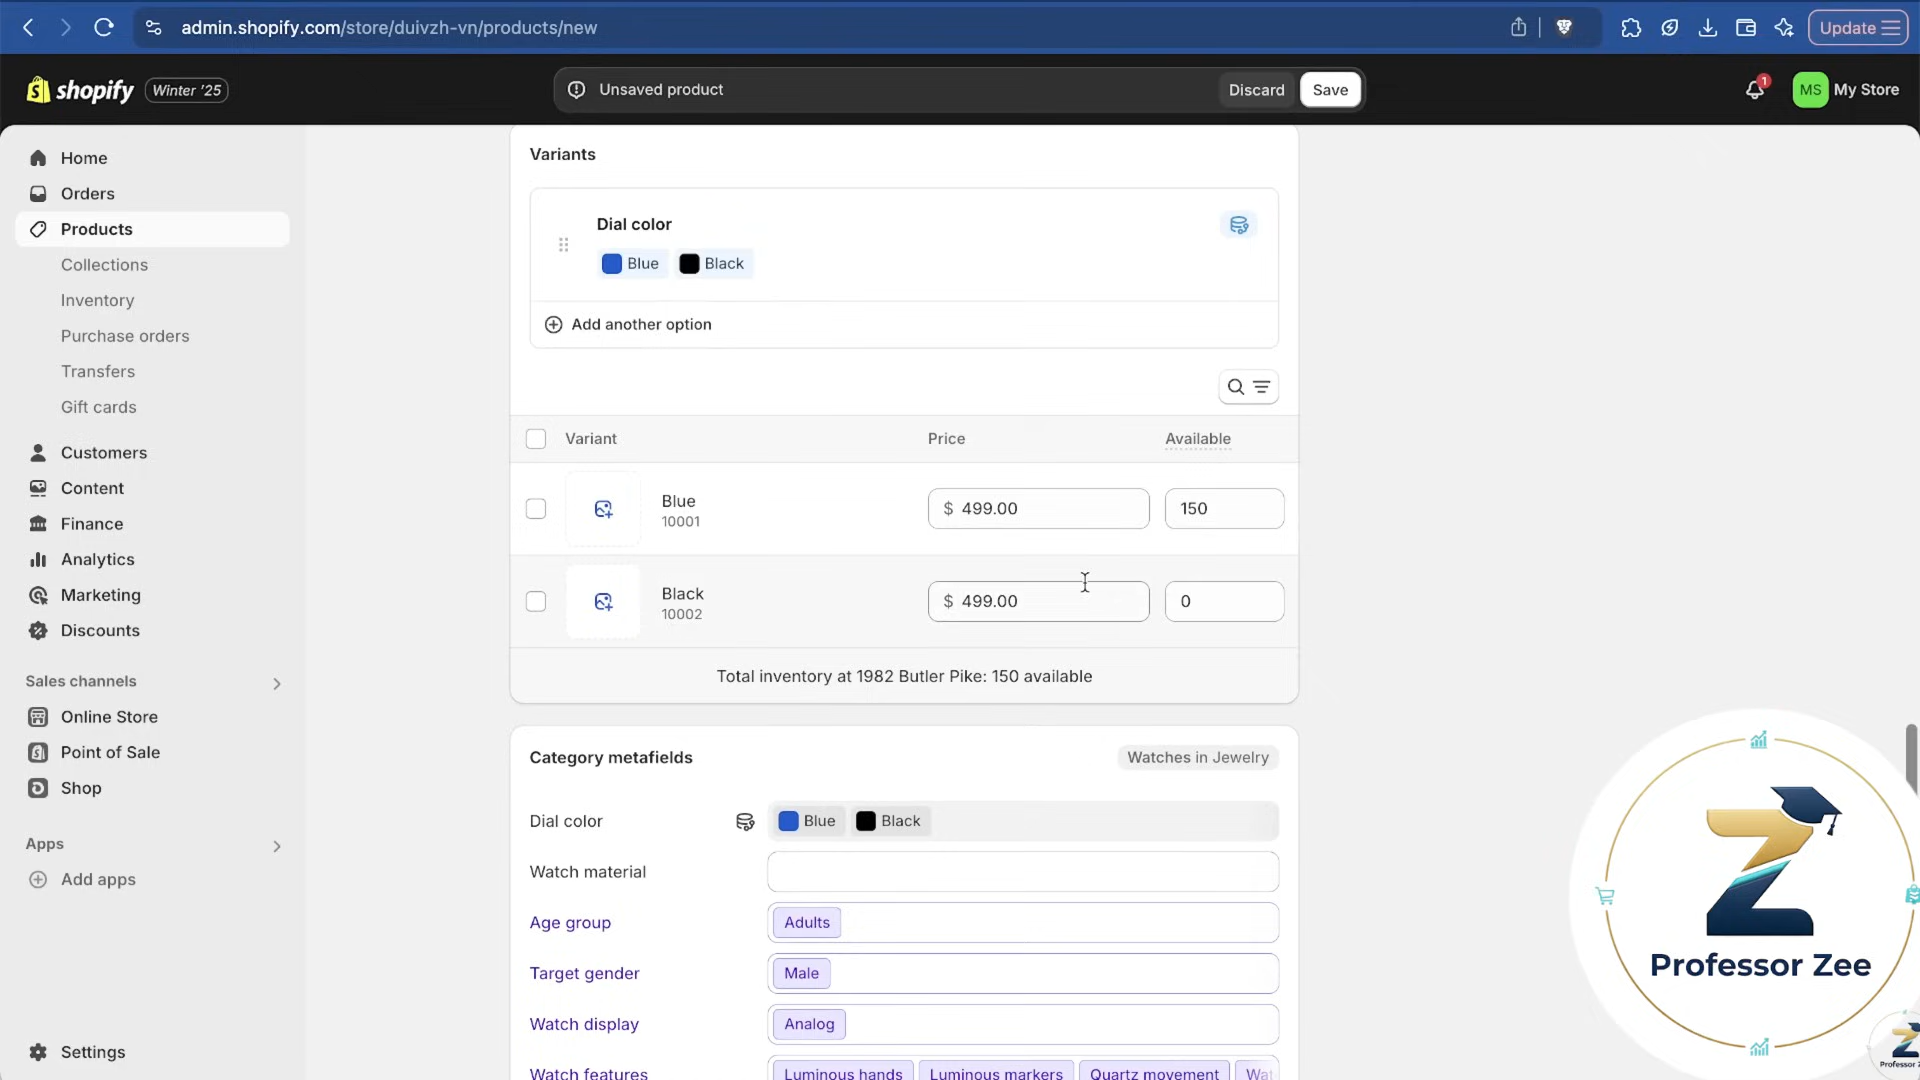 admin.shopify.com/store/duivzh-vn/products/new
Update
shopify
Winter '25
Unsaved product
Discard
Save
1
MS
My Store
Home
Orders
Products
Collections
Inventory
Purchase orders
Transfers
Gift cards
Customers
Content
Finance
Analytics
Marketing
Discounts
Sales channels
Online Store
Point of Sale
Shop
Apps
Add apps
Settings
Variants
Dial color
Blue
Black
Add another option
Variant
Price
Available
Blue
10001
$ 499.00
150
Black
10002
$ 499.00
0
Total inventory at 1982 Butler Pike: 150 available
Category metafields
Watches in Jewelry
Dial color
Blue
Black
Watch material
Age group
Adults
Target gender
Male
Watch display
Analog
Watch features
Luminous hands
Luminous markers
Quartz movement
Wat
Professor Zee
Professor Z